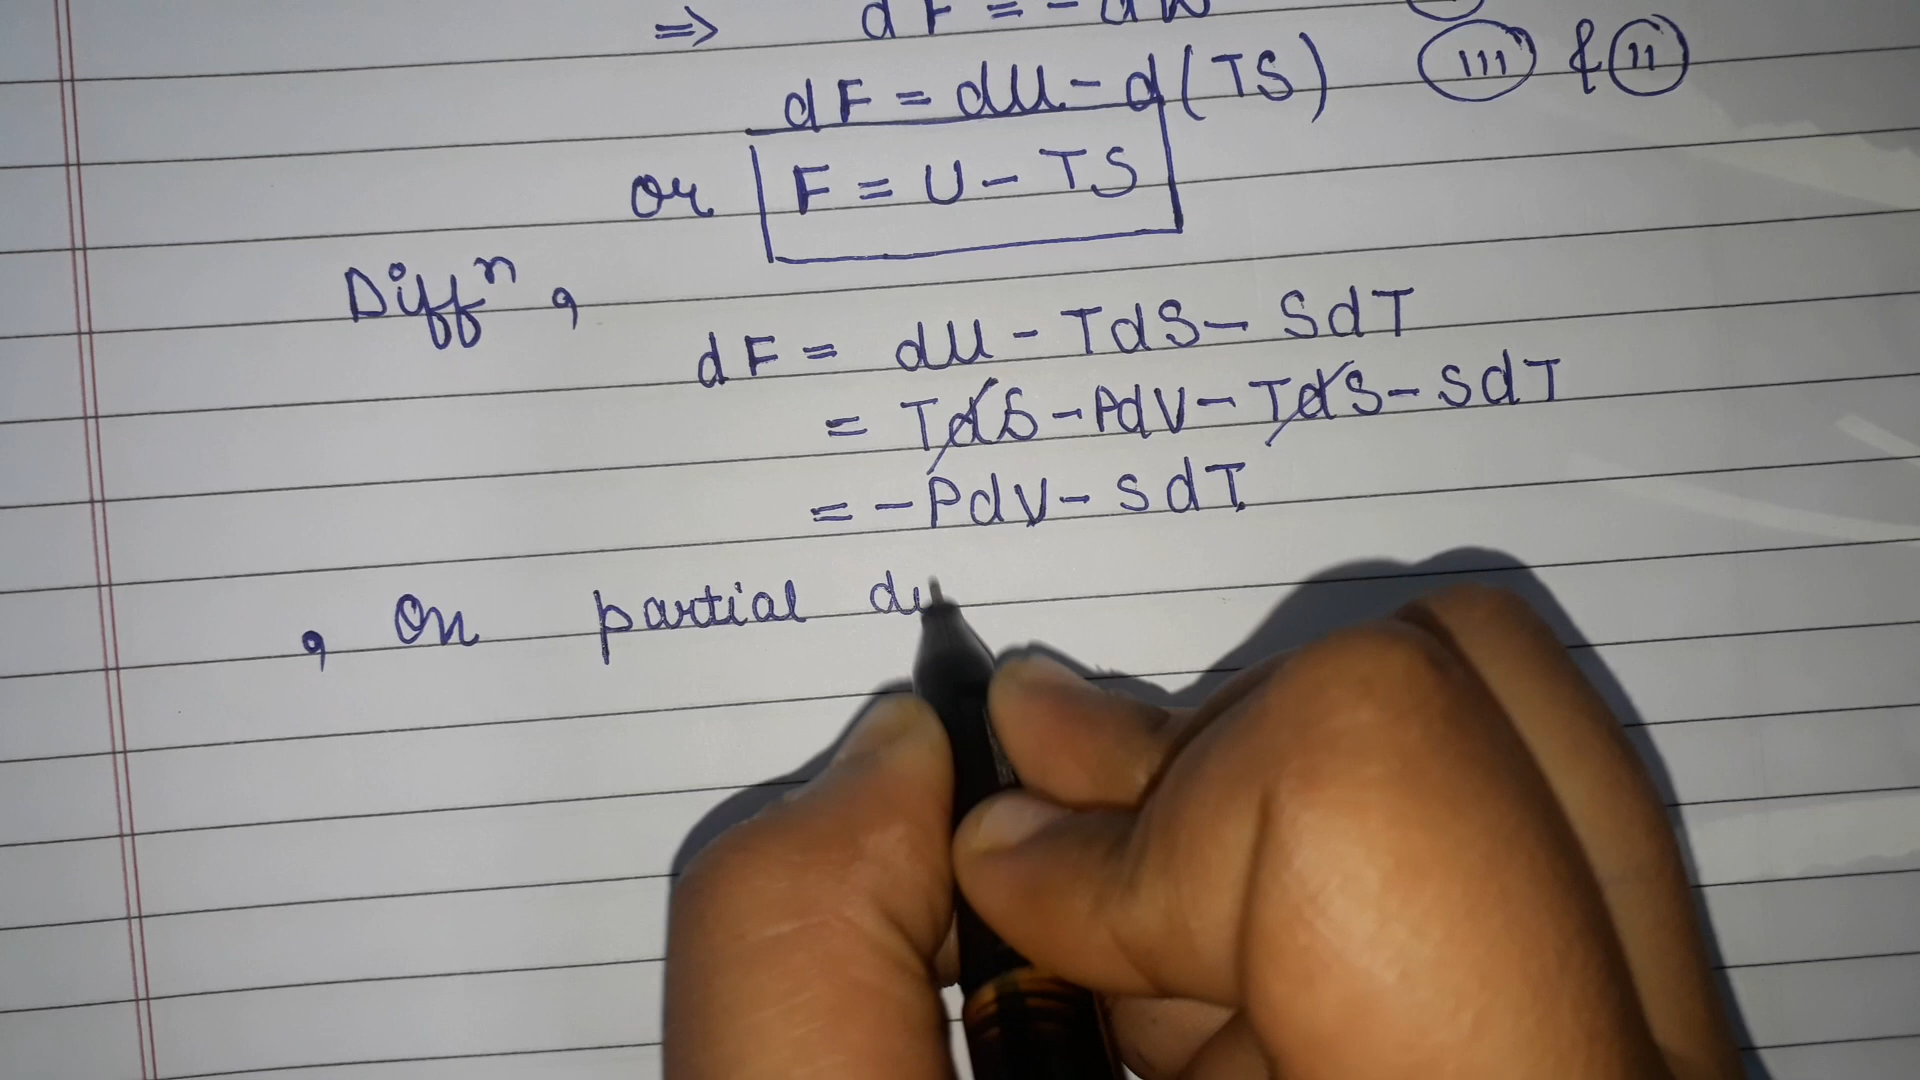 ⇒ dF = - dW
dF = dU - d(TS) (iii) & (ii)
or F = U - TS
Diffⁿ,
dF = dU - TdS - SdT
= TdS - PdV - TdS - SdT
= - PdV - SdT
, On partial